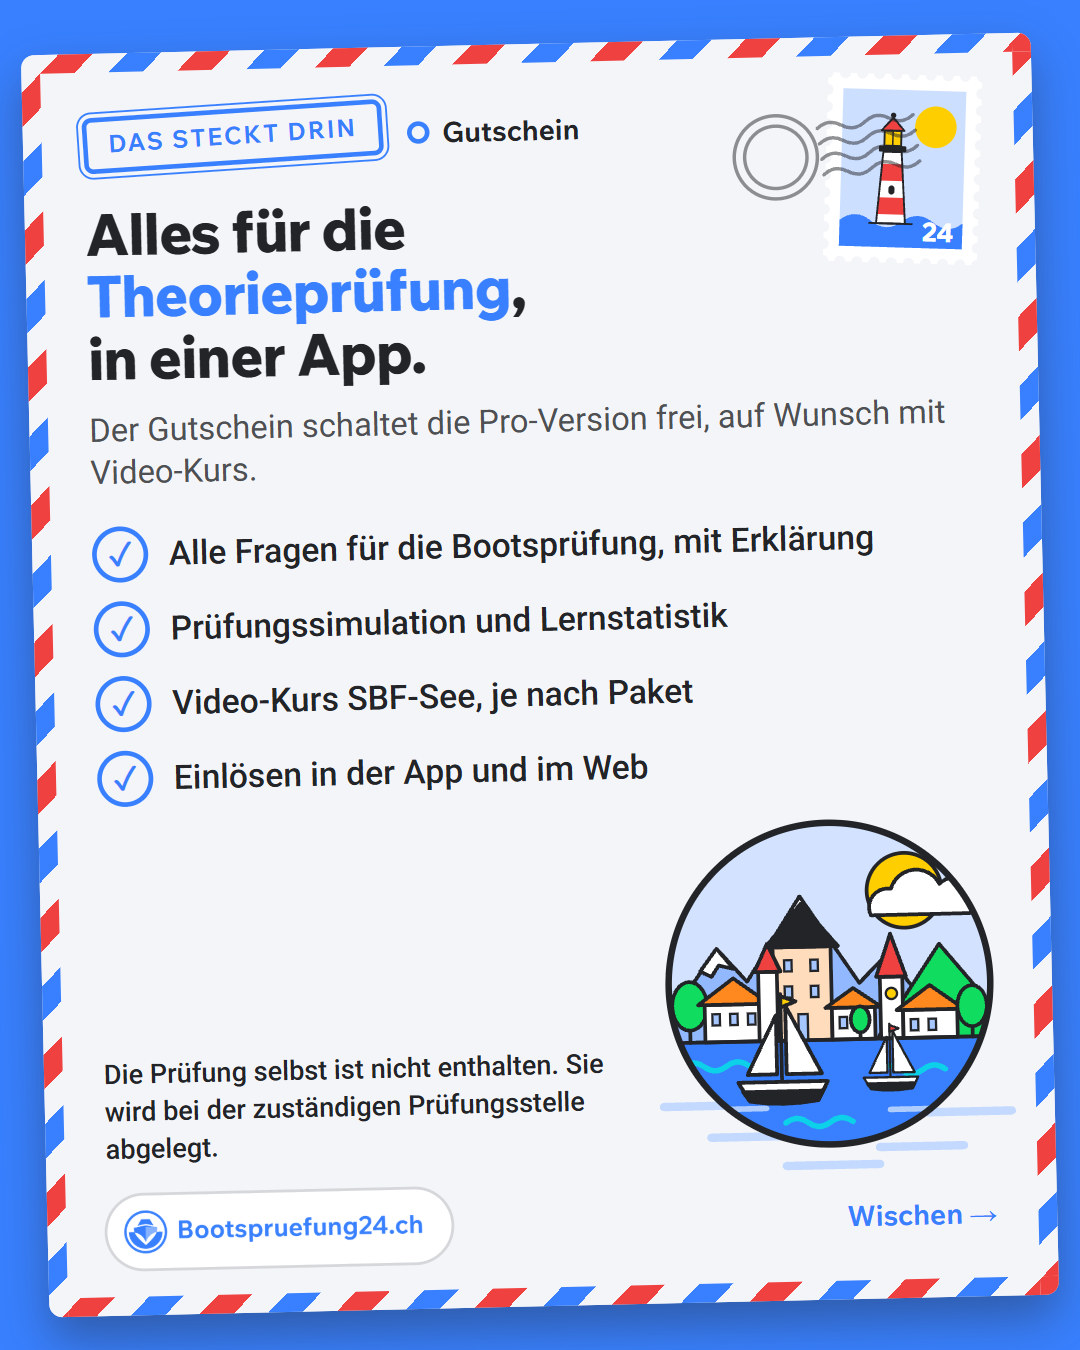 DAS STECKT DRIN
Gutschein
24
Alles für die
Theorieprüfung,
in einer App.
Der Gutschein schaltet die Pro-Version frei, auf Wunsch mit
Video-Kurs.
Alle Fragen für die Bootsprüfung, mit Erklärung
Prüfungssimulation und Lernstatistik
Video-Kurs SBF-See, je nach Paket
Einlösen in der App und im Web
Die Prüfung selbst ist nicht enthalten. Sie
wird bei der zuständigen Prüfungsstelle
abgelegt.
Bootspruefung24.ch
Wischen→